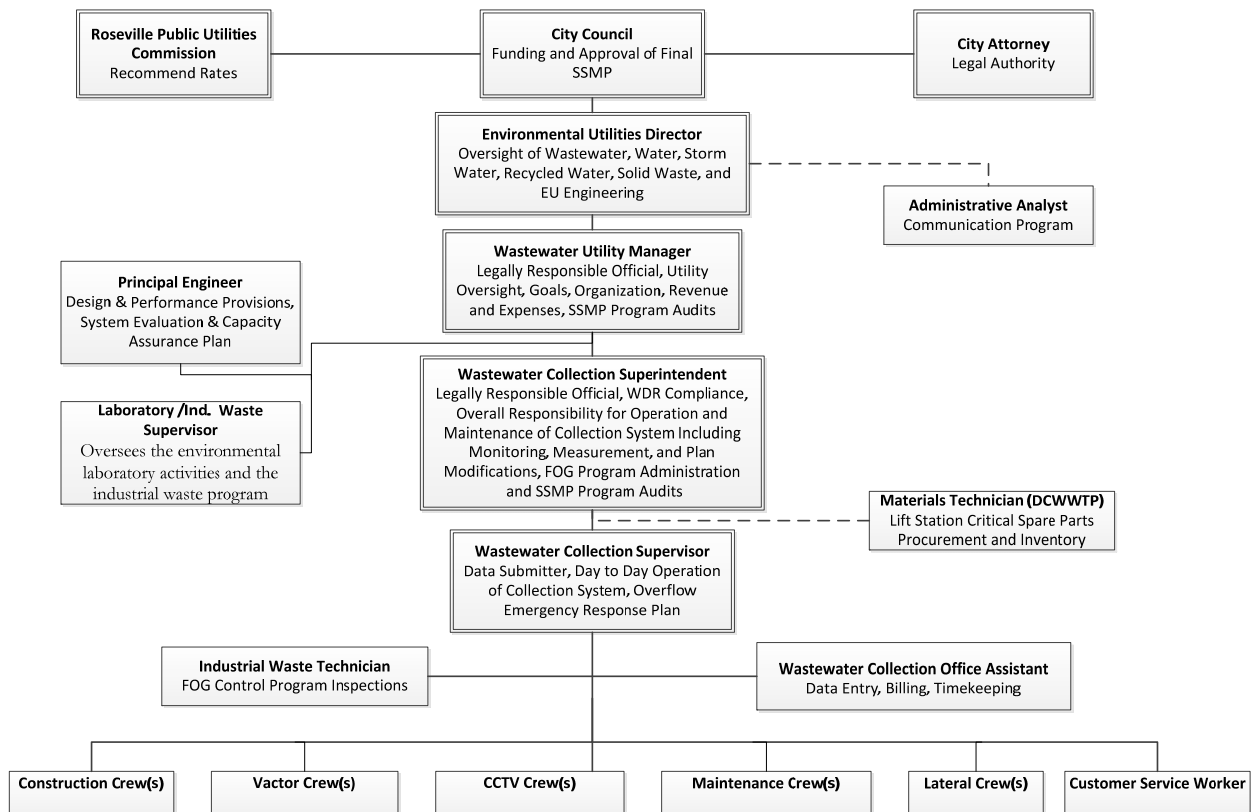 Roseville Public Utilities
Commission
Recommend Rates
City Council
Funding and Approval of Final
SSMP
City Attorney
Legal Authority
Environmental Utilities Director
Oversight of Wastewater, Water, Storm
Water, Recycled Water, Solid Waste, and
EU Engineering
Administrative Analyst
Communication Program
Wastewater Utility Manager
Legally Responsible Official, Utility
Oversight, Goals, Organization, Revenue
and Expenses, SSMP Program Audits
Principal Engineer
Design & Performance Provisions,
System Evaluation & Capacity
Assurance Plan
Wastewater Collection Superintendent
Legally Responsible Official, WDR Compliance,
Overall Responsibility for Operation and
Maintenance of Collection System Including
Monitoring, Measurement, and Plan
Modifications, FOG Program Administration
and SSMP Program Audits
Laboratory /Ind. Waste
Supervisor
Oversees the environmental
laboratory activities and the
industrial waste program
Materials Technician (DCWWTP)
Lift Station Critical Spare Parts
Procurement and Inventory
Wastewater Collection Supervisor
Data Submitter, Day to Day Operation
of Collection System, Overflow
Emergency Response Plan
Industrial Waste Technician
FOG Control Program Inspections
Wastewater Collection Office Assistant
Data Entry, Billing, Timekeeping
Construction Crew(s)
Vactor Crew(s)
CCTV Crew(s)
Maintenance Crew(s)
Lateral Crew(s)
Customer Service Worker